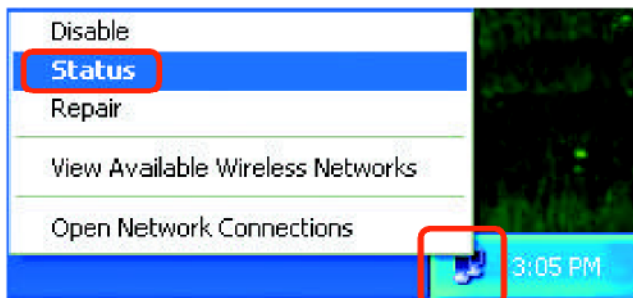 Disable
Status
Repair
View Available Wireless Networks
Open Network Connections
3:05 PM